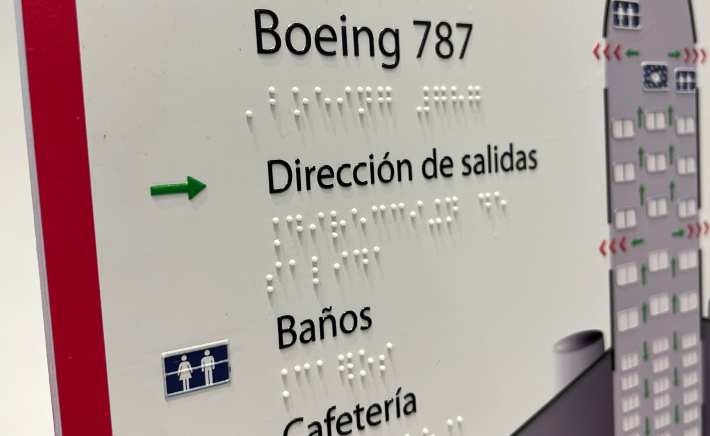 Boeing 787
Dirección de salidas
Baños
Cafetería